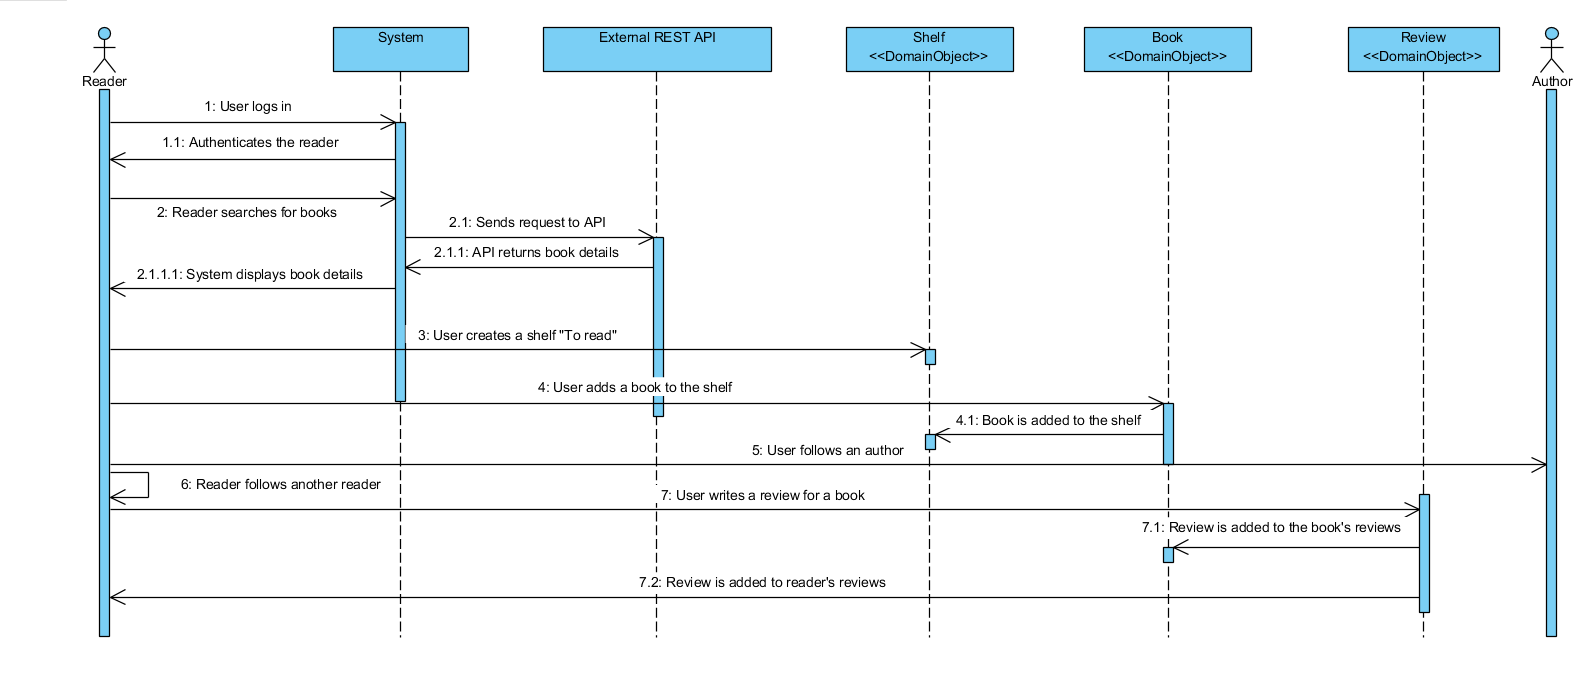 System
External REST API
Shelf
<<DomainObject>>
Book
<<DomainObject>>
Review
<<DomainObject>>
Reader
Author
1: User logs in
1.1: Authenticates the reader
2: Reader searches for books
2.1: Sends request to API
2.1.1: API returns book details
2.1.1.1: System displays book details
3: User creates a shelf "To read"
4: User adds a book to the shelf
4.1: Book is added to the shelf
5: User follows an author
6: Reader follows another reader
7: User writes a review for a book
7.1: Review is added to the book's reviews
7.2: Review is added to reader's reviews